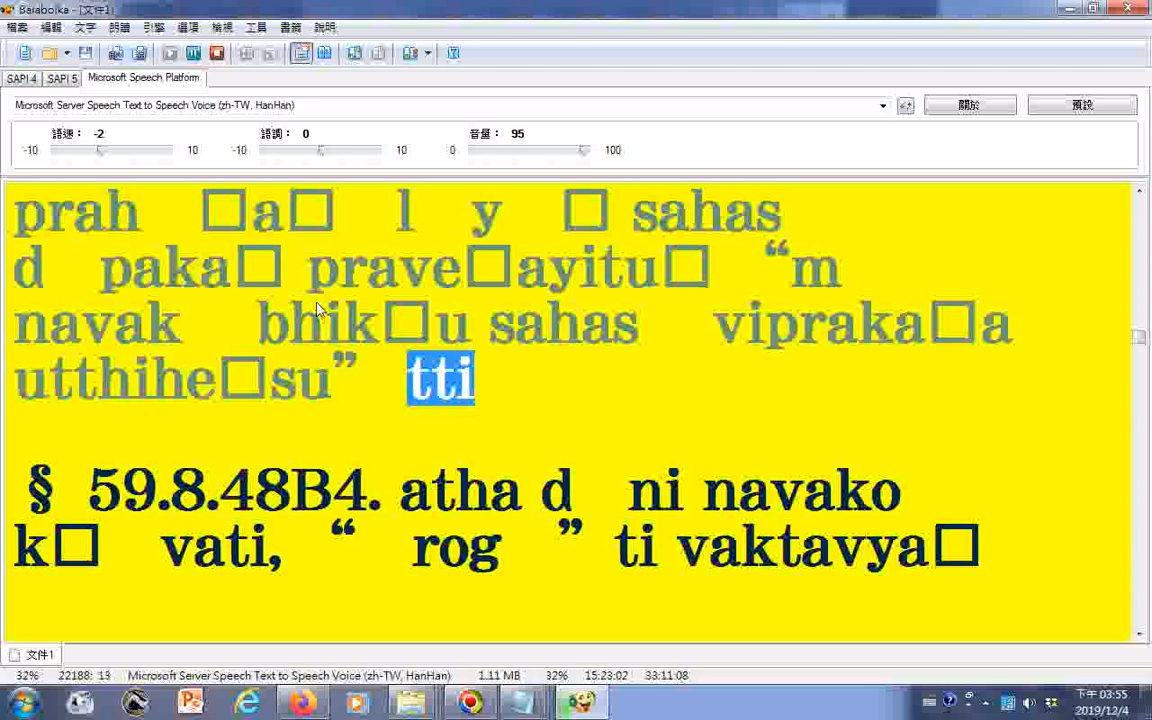 Balabolka - [文件1]
檔案 編輯 文字 朗讀 引擎 選項 檢視 工具 書籤 說明
SAPI 4 SAPI 5 Microsoft Speech Platform
Microsoft Server Speech Text to Speech Voice (zh-TW, HanHan) 關於 預設
語速： -2 語調： 0 音量： 95
-10 10 -10 10 0 100
prah □a□ l y □ sahas
d paka□ prave□ayitu□ “m
navak bhik□u sahas vipraka□a
utthihe□su” tti
§ 59.8.48B4. atha d ni navako
k□ vati, “ rog ” ti vaktavya□
文件1
32% 22188: 13 Microsoft Server Speech Text to Speech Voice (zh-TW, HanHan) 1.11 MB 32% 15:23:02 33:11:08
下午 03:55
2019/12/4